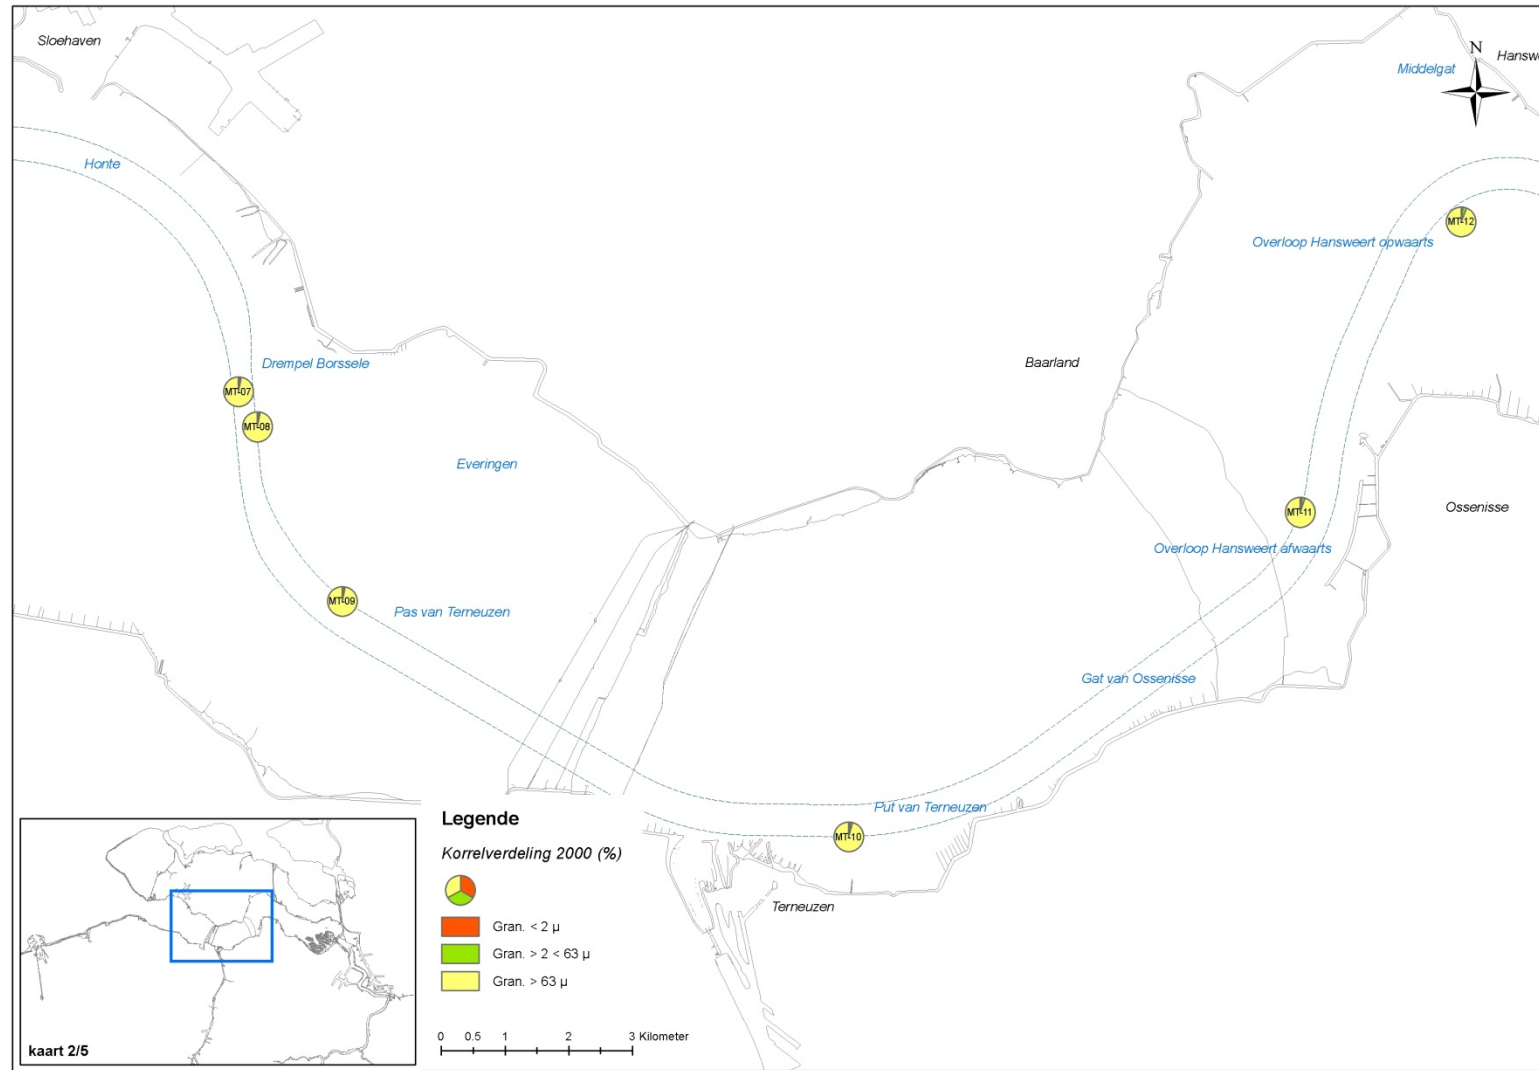 Sloehaven
N
Middelgat
Honte
MT-12
Overloop Hansweert opwaarts
Drempel Borssele
Baarland
MT-07
MT-08
Everingen
Ossenisse
MT-11
Overloop Hansweert afwaarts
MT-09
Pas van Terneuzen
Gat van Ossenisse
Put van Terneuzen
MT-10
Terneuzen
Legende
Korrelverdeling 2000 (%)
Gran. < 2 µ
Gran. > 2 < 63 µ
Gran. > 63 µ
0 0.5 1 2 3 Kilometer
kaart 2/5